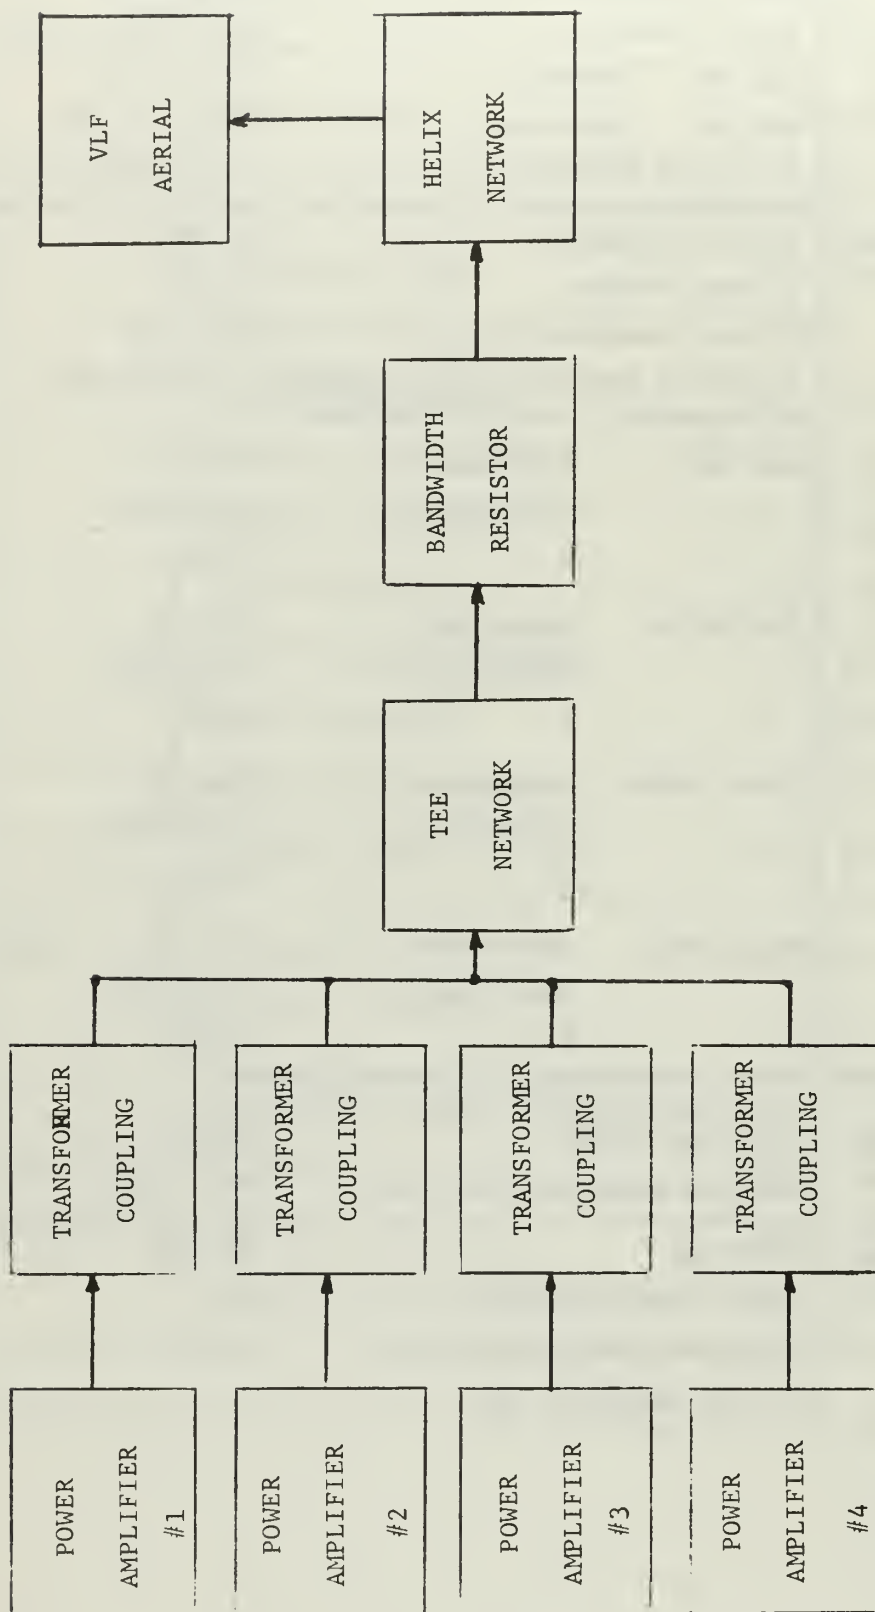 POWER
AMPLIFIER
#1
TRANSFORMER
COUPLING
POWER
AMPLIFIER
#2
TRANSFORMER
COUPLING
POWER
AMPLIFIER
#3
TRANSFORMER
COUPLING
POWER
AMPLIFIER
#4
TRANSFORMER
COUPLING
TEE
NETWORK
BANDWIDTH
RESISTOR
HELIX
NETWORK
VLF
AERIAL